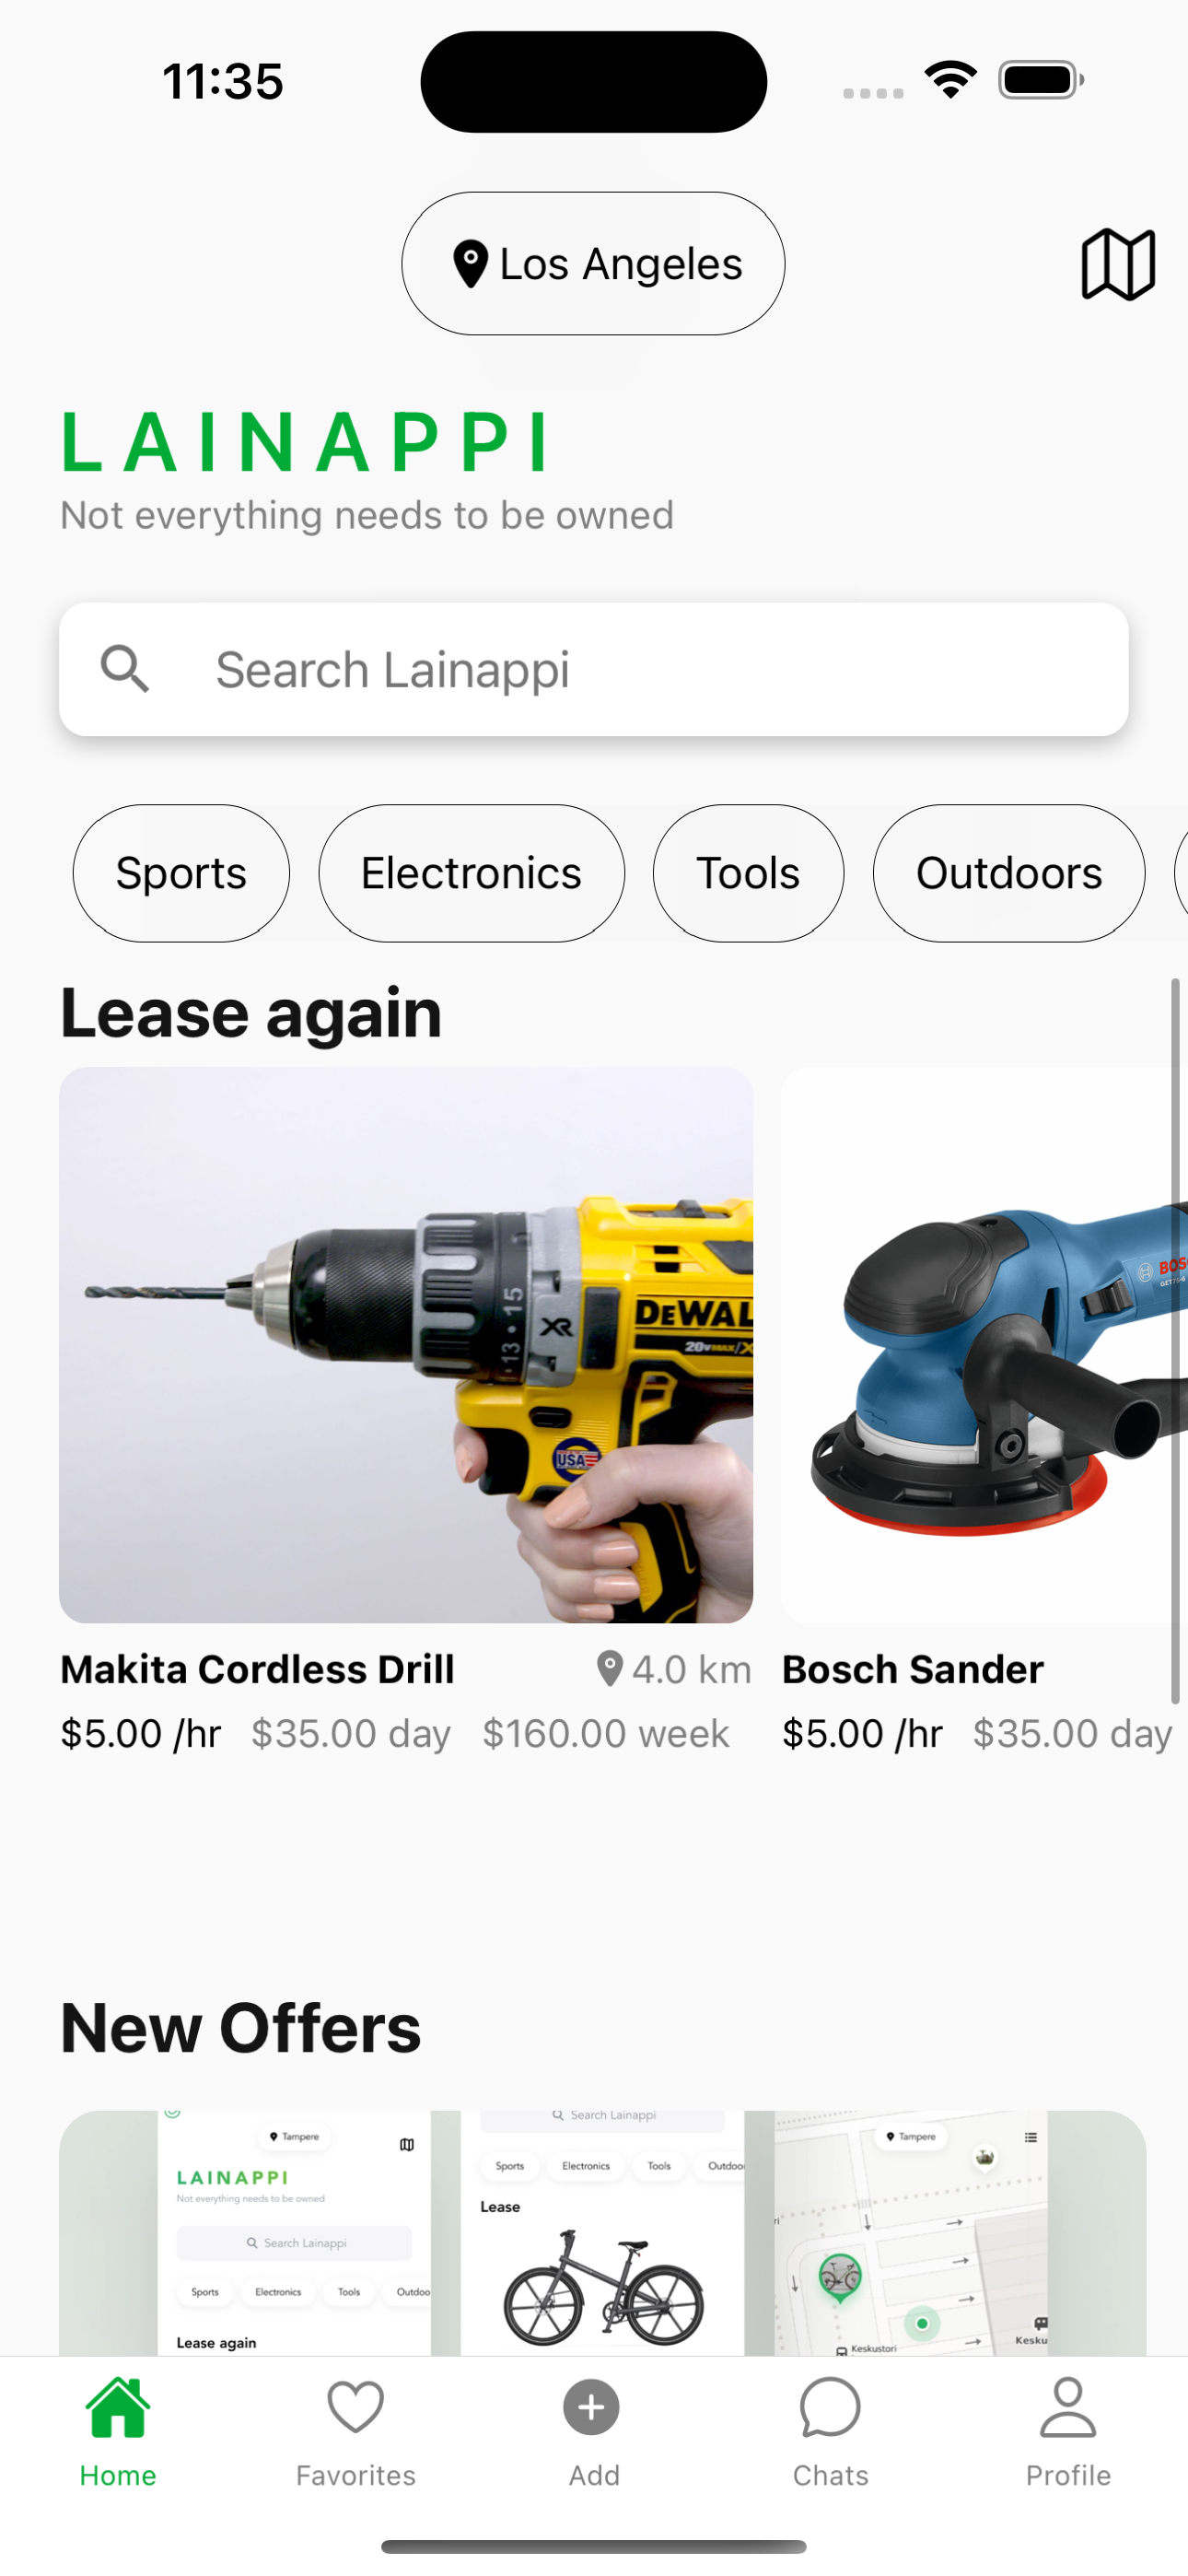 11:35
Los Angeles
LAINAPPI
Not everything needs to be owned
Search Lainappi
Sports Electronics Tools Outdoors
Lease again
13 • 15
XR
DEWAL
20V MAX/X
USA
BOS
Makita Cordless Drill 4.0 km Bosch Sander
$5.00 /hr $35.00 day $160.00 week $5.00 /hr $35.00 day
New Offers
Tampere
LAINAPPI
Not everything needs to be owned
Search Lainappi
Sports Electronics Tools Outdoo
Lease again
Search Lainappi
Sports Electronics Tools Outdoo
Lease
Tampere
Keskustori
Kesku
Home Favorites Add Chats Profile